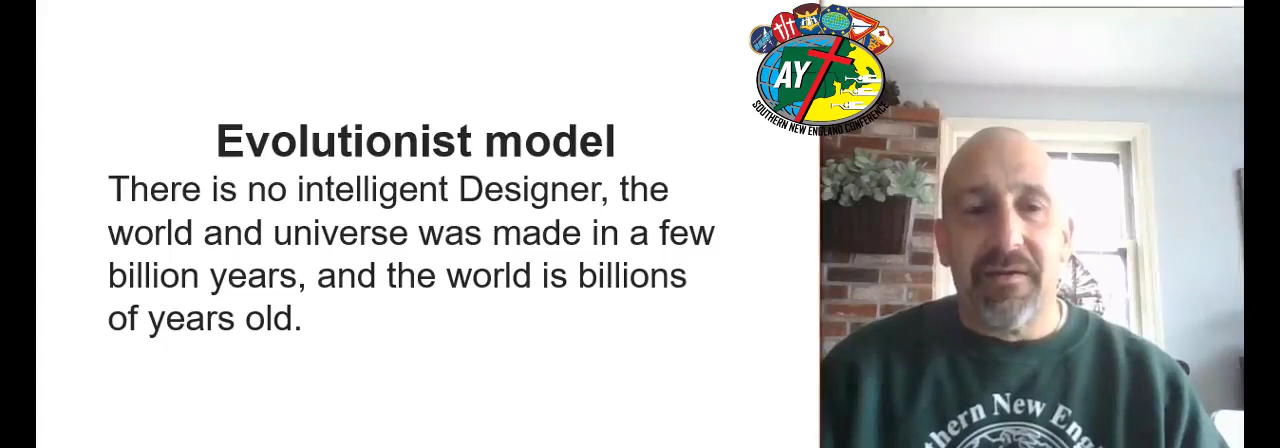 Evolutionist model
There is no intelligent Designer, the
world and universe was made in a few
billion years, and the world is billions
of years old.
AY
SOUTHERN NEW ENGLAND CONFERENCE
hern New Eng